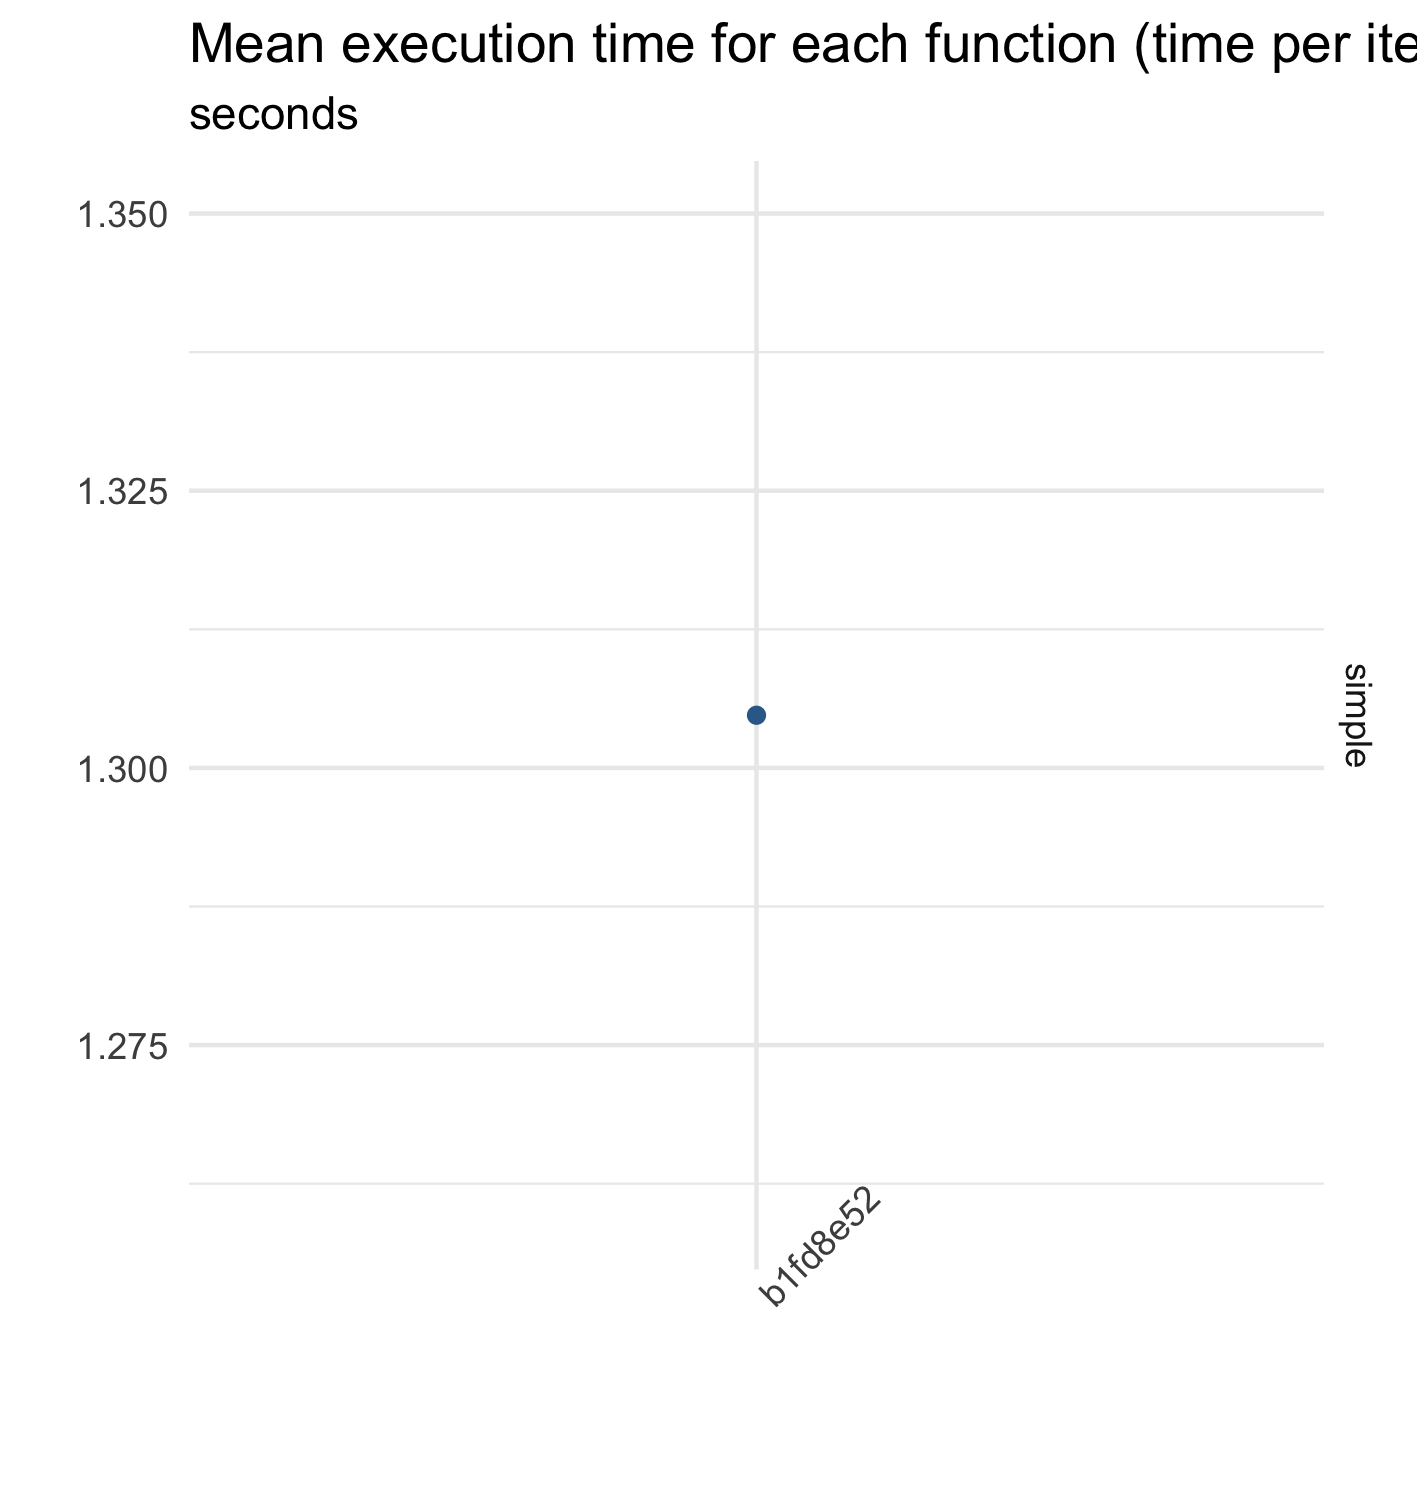 Mean execution time for each function (time per ite
seconds
1.350
1.325
1.300
1.275
simple
b1fd8e52